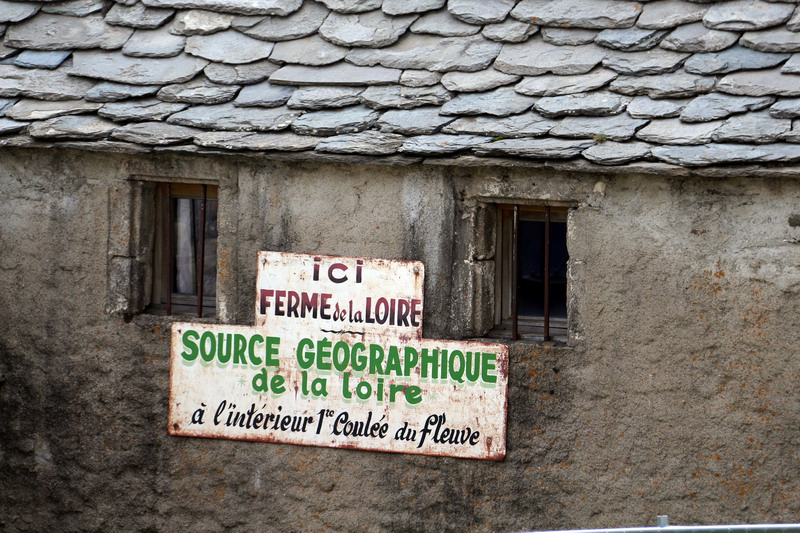 ici
FERME de la LOIRE
SOURCE GÉOGRAPHIQUE
de la loire
à l'intérieur 1re Coulée du fleuve